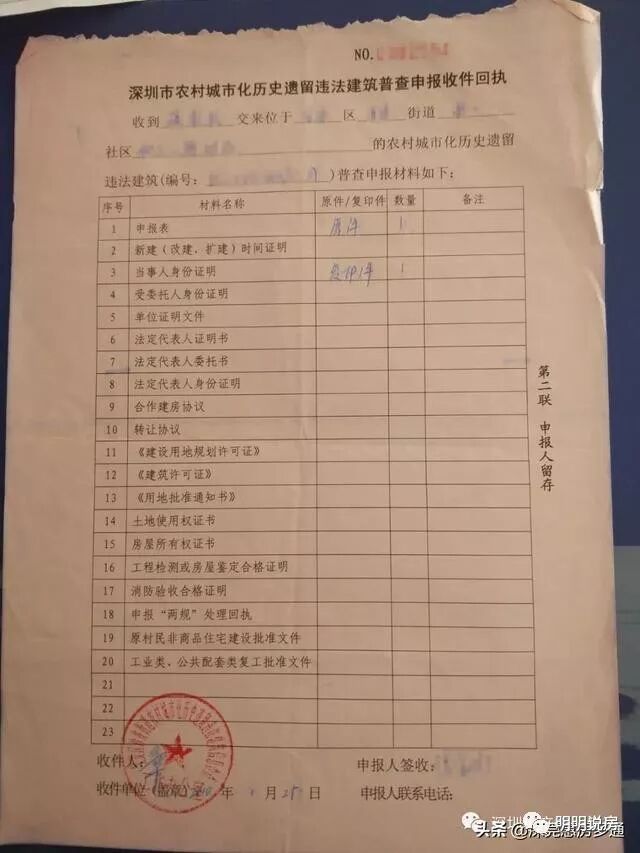 NO.
深圳市农村城市化历史遗留违法建筑普查申报收件回执
收到 交来位于 区 街道
社区 的农村城市化历史遗留
违法建筑(编号: )普查申报材料如下:
序号 材料名称 原件/复印件 数量 备注
1 申报表 原件 1
2 新建(改建、扩建)时间证明
3 当事人身份证明 复印件 1
4 受委托人身份证明
5 单位证明文件
6 法定代表人证明书
7 法定代表人委托书
8 法定代表人身份证明
9 合作建房协议
10 转让协议
11 《建设用地规划许可证》
12 《建筑许可证》
13 《用地批准通知书》
14 土地使用权证书
15 房屋所有权证书
16 工程检测或房屋鉴定合格证明
17 消防验收合格证明
18 申报“两规”处理回执
19 原村民非商品住宅建设批准文件
20 工业类、公共配套类复工批准文件
21
22
23
第二联 申报人留存
收件人: 申报人签收:
收件单位(盖章) 年 1 月 25 日 申报人联系电话:
深圳 明明锐房
头条